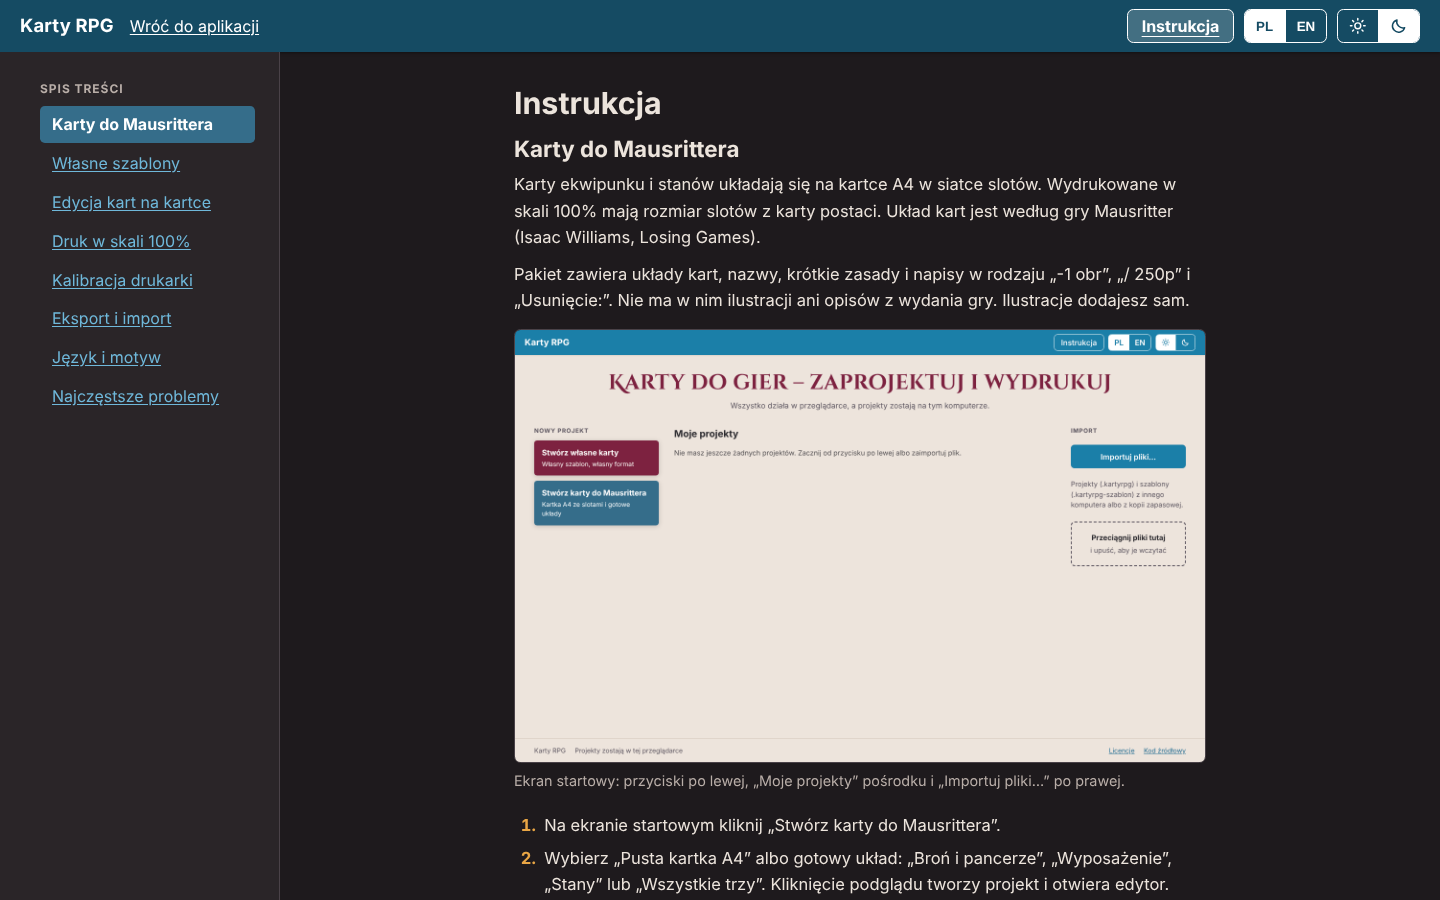 Karty RPG Wróć do aplikacji Instrukcja PL EN
SPIS TREŚCI
Karty do Mausrittera
Własne szablony
Edycja kart na kartce
Druk w skali 100%
Kalibracja drukarki
Eksport i import
Język i motyw
Najczęstsze problemy
Instrukcja
Karty do Mausrittera
Karty ekwipunku i stanów układają się na kartce A4 w siatce slotów. Wydrukowane w
skali 100% mają rozmiar slotów z karty postaci. Układ kart jest według gry Mausritter
(Isaac Williams, Losing Games).
Pakiet zawiera układy kart, nazwy, krótkie zasady i napisy w rodzaju „-1 obr”, „/ 250p” i
„Usunięcie:”. Nie ma w nim ilustracji ani opisów z wydania gry. Ilustracje dodajesz sam.
Karty RPG Instrukcja PL EN
KARTY DO GIER – ZAPROJEKTUJ I WYDRUKUJ
Wszystko działa w przeglądarce, a projekty zostają na tym komputerze.
NOWY PROJEKT
Stwórz własne karty
Własny szablon, własny format
Stwórz karty do Mausrittera
Kartka A4 ze slotami i gotowe
układy
Moje projekty
Nie masz jeszcze żadnych projektów. Zacznij od przycisku po lewej albo zaimportuj plik.
IMPORT
Importuj pliki...
Projekty (.kartyrpg) i szablony
(.kartyrpg-szablon) z innego
komputera albo z kopii zapasowej.
Przeciągnij pliki tutaj
i upuść, aby je wczytać
Karty RPG Projekty zostają w tej przeglądarce Licencje Kod źródłowy
Ekran startowy: przyciski po lewej, „Moje projekty” pośrodku i „Importuj pliki...” po prawej.
1. Na ekranie startowym kliknij „Stwórz karty do Mausrittera”.
2. Wybierz „Pusta kartka A4” albo gotowy układ: „Broń i pancerze”, „Wyposażenie”,
„Stany” lub „Wszystkie trzy”. Kliknięcie podglądu tworzy projekt i otwiera edytor.